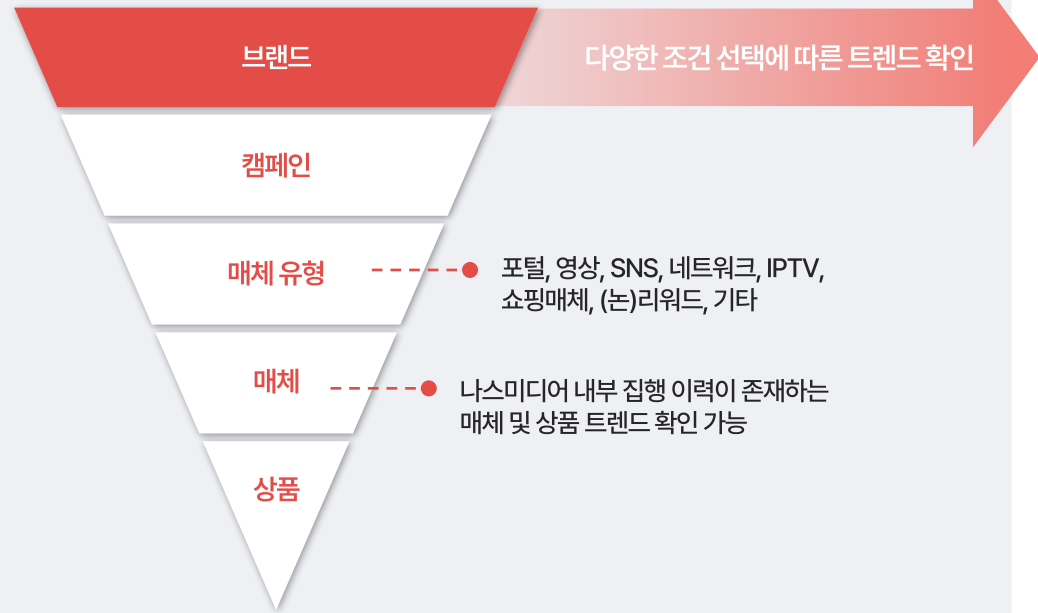 브랜드
다양한 조건 선택에 따른 트렌드 확인
캠페인
매체 유형
포털, 영상, SNS, 네트워크, IPTV,
쇼핑매체, (논)리워드, 기타
매체
나스미디어 내부 집행 이력이 존재하는
매체 및 상품 트렌드 확인 가능
상품